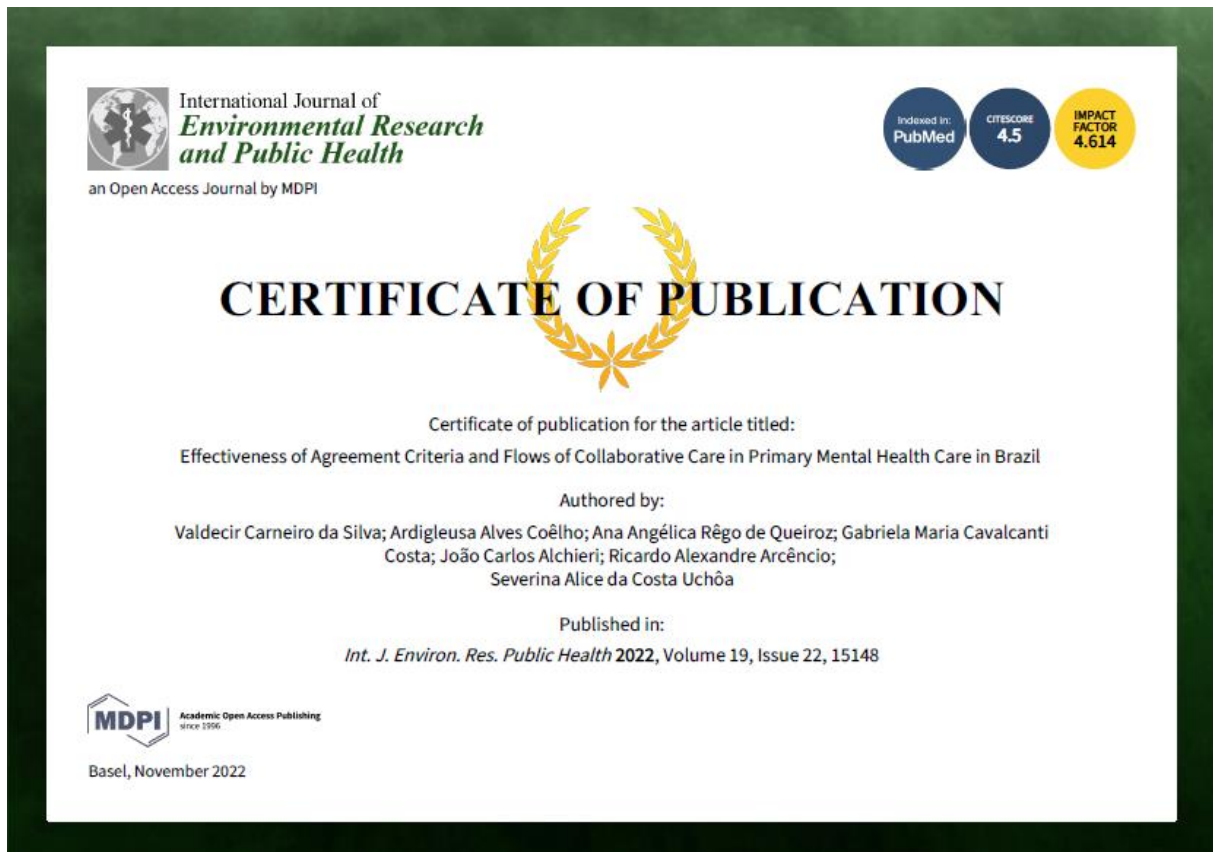 International Journal of
Environmental Research
and Public Health
an Open Access Journal by MDPI
Indexed in:
PubMed
CITESCORE
4.5
IMPACT
FACTOR
4.614
CERTIFICATE OF PUBLICATION
Certificate of publication for the article titled:
Effectiveness of Agreement Criteria and Flows of Collaborative Care in Primary Mental Health Care in Brazil
Authored by:
Valdecir Carneiro da Silva; Ardigleusa Alves Coêlho; Ana Angélica Rêgo de Queiroz; Gabriela Maria Cavalcanti
Costa; João Carlos Alchieri; Ricardo Alexandre Arcêncio;
Severina Alice da Costa Uchôa
Published in:
Int. J. Environ. Res. Public Health 2022, Volume 19, Issue 22, 15148
MDPI
Academic Open Access Publishing
since 1996
Basel, November 2022